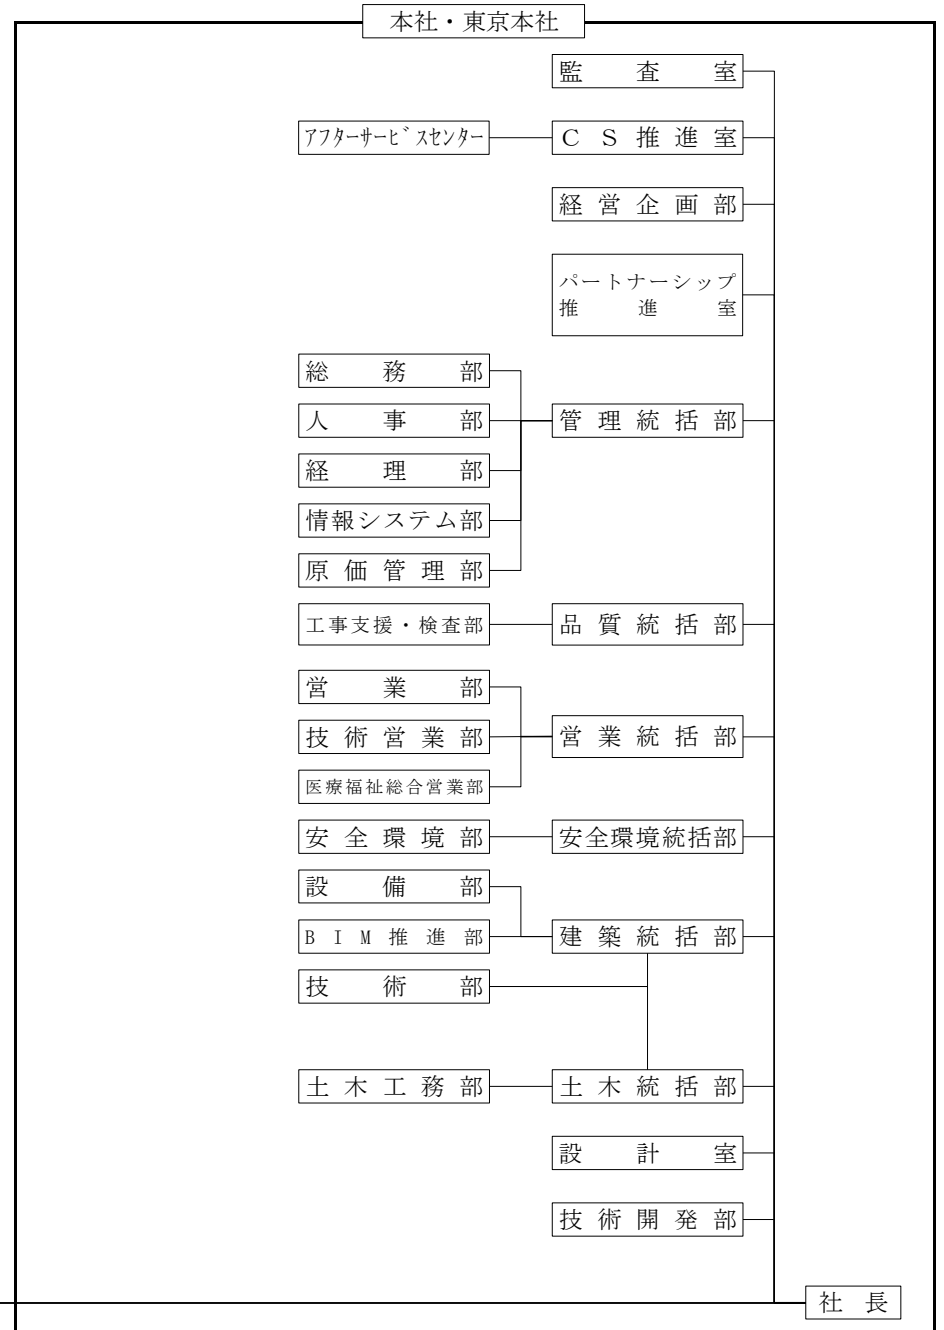 本社・東京本社
監査室
アフターサービスセンター
CS推進室
経営企画部
パートナーシップ
推進室
総務部
人事部
管理統括部
経理部
情報システム部
原価管理部
工事支援・検査部
品質統括部
営業部
技術営業部
営業統括部
医療福祉総合営業部
安全環境部
安全環境統括部
設備部
BIM推進部
建築統括部
技術部
土木工務部
土木統括部
設計室
技術開発部
社長